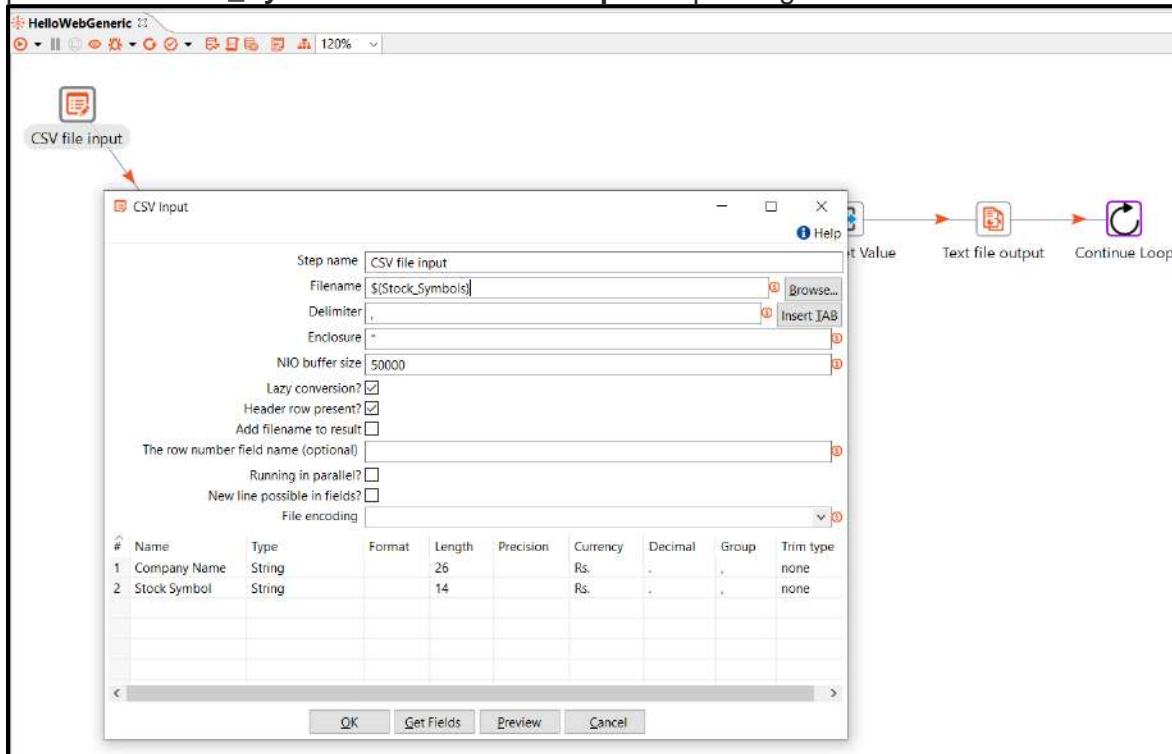 HelloWebGeneric
120%
CSV file input
CSV Input
Help
Step name CSV file input
Filename $(Stock_Symbols)
Browse...
Delimiter ,
Insert TAB
Enclosure "
NIO buffer size 50000
Lazy conversion?
Header row present?
Add filename to result
The row number field name (optional)
Running in parallel?
New line possible in fields?
File encoding
# Name Type Format Length Precision Currency Decimal Group Trim type
1 Company Name String 26 Rs. . , none
2 Stock Symbol String 14 Rs. . , none
OK Get Fields Preview Cancel
t Value Text file output Continue Loop